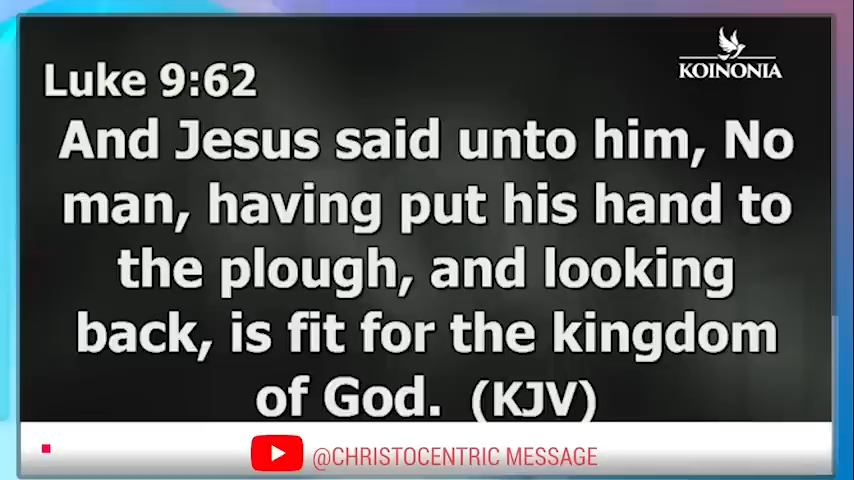 KOINONIA
Luke 9:62
And Jesus said unto him, No
man, having put his hand to
the plough, and looking
back, is fit for the kingdom
of God. (KJV)
@CHRISTOCENTRIC MESSAGE